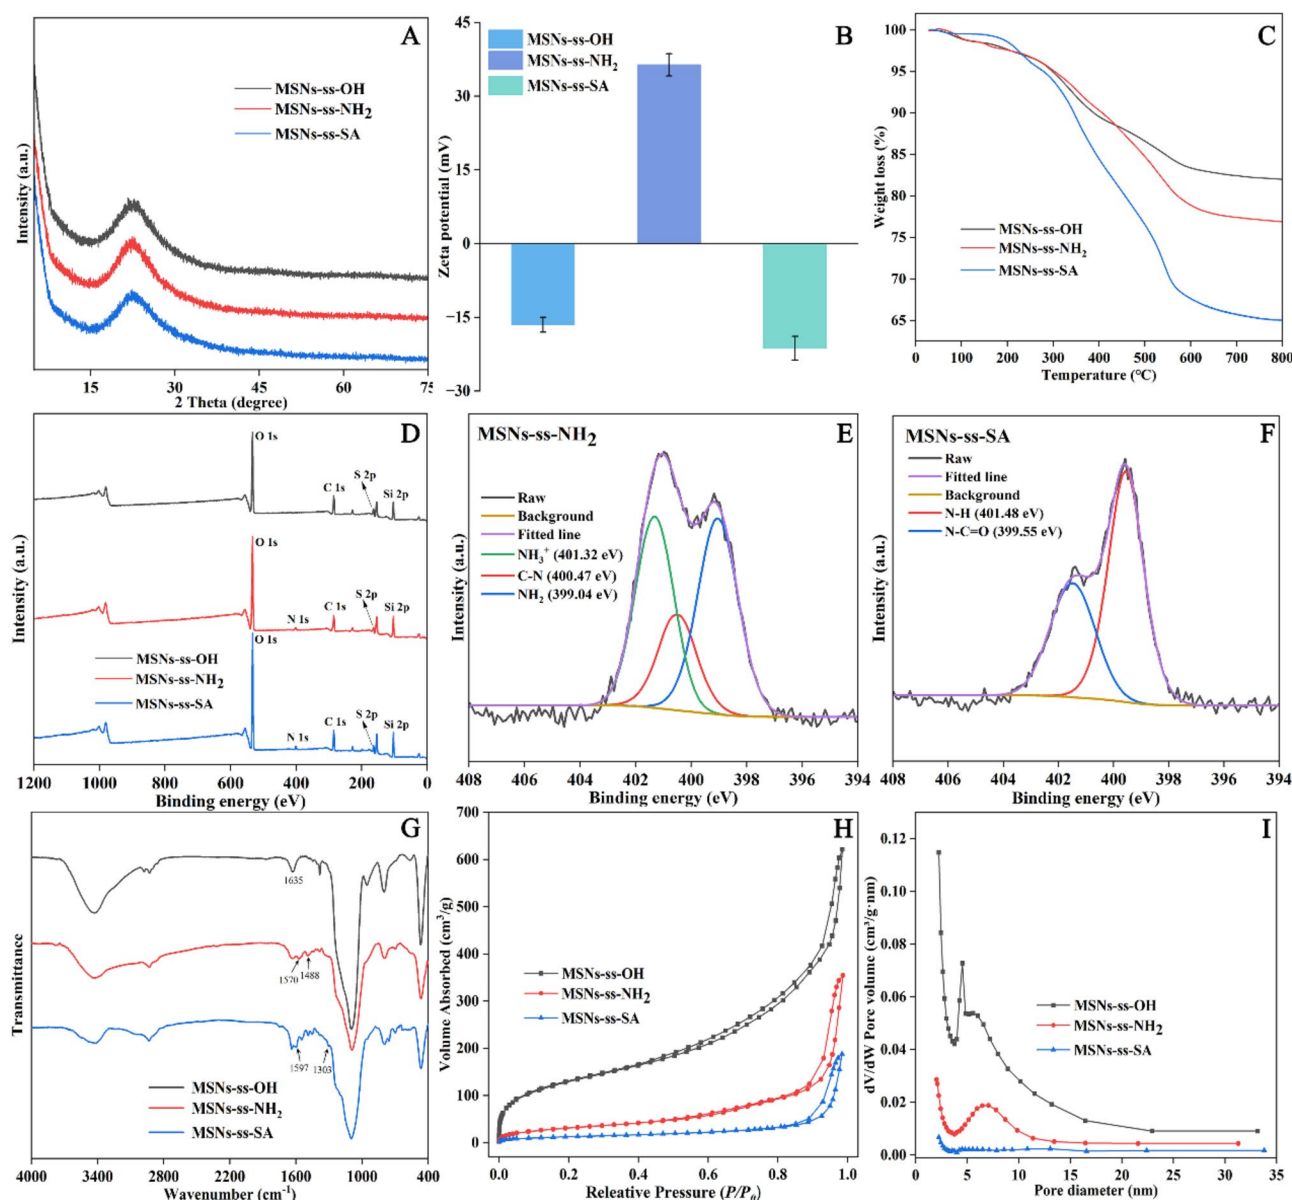 A
MSNs-ss-OH
MSNs-ss-NH2
MSNs-ss-SA
Intensity (a.u.)
15 30 45 60 75
2 Theta (degree)
B
MSNs-ss-OH
MSNs-ss-NH2
MSNs-ss-SA
Zeta potential (mV)
45
30
15
0
−15
−30
C
Weight loss (%)
100
95
90
85
80
75
70
65
MSNs-ss-OH
MSNs-ss-NH2
MSNs-ss-SA
0 100 200 300 400 500 600 700 800
Temperature (°C)
D
O 1s
C 1s
S 2p
Si 2p
O 1s
N 1s
C 1s
S 2p
Si 2p
O 1s
MSNs-ss-OH
MSNs-ss-NH2
MSNs-ss-SA
N 1s
C 1s
S 2p
Si 2p
Intensity (a.u.)
1200 1000 800 600 400 200 0
Binding energy (eV)
E
MSNs-ss-NH2
Raw
Background
Fitted line
NH3+ (401.32 eV)
C-N (400.47 eV)
NH2 (399.04 eV)
Intensity (a.u.)
408 406 404 402 400 398 396 394
Binding energy (eV)
F
MSNs-ss-SA
Raw
Fitted line
Background
N-H (401.48 eV)
N-C=O (399.55 eV)
Intensity (a.u.)
408 406 404 402 400 398 396 394
Binding energy (eV)
G
1635
1570 1488
1597 1303
MSNs-ss-OH
MSNs-ss-NH2
MSNs-ss-SA
Transmittance
4000 3400 1600 1000 400
Wavenumber (cm-1)
H
Volume Absorbed (cm3/g)
700
600
500
400
300
200
100
0
MSNs-ss-OH
MSNs-ss-NH2
MSNs-ss-SA
0.0 0.2 0.4 0.6 0.8 1.0
Releative Pressure (P/P0)
I
dV/dW Pore volume (cm3/g·nm)
0.12
0.10
0.08
0.06
0.04
0.02
0.00
MSNs-ss-OH
MSNs-ss-NH2
MSNs-ss-SA
0 5 10 15 20 25 30 35
Pore diameter (nm)